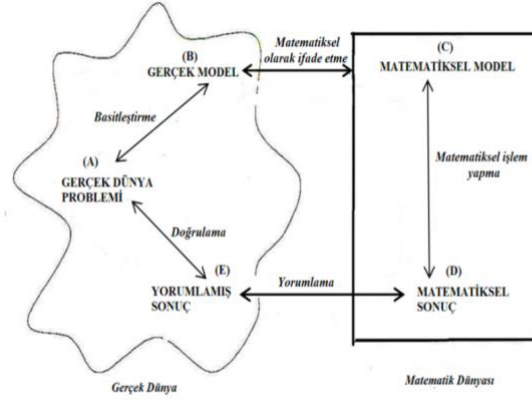 (B)
GERÇEK MODEL
Matematiksel
olarak ifade etme
(C)
MATEMATİKSEL MODEL
Basitleştirme
(A)
GERÇEK DÜNYA
PROBLEMİ
Matematiksel işlem
yapma
Doğrulama
(E)
YORUMLAMIŞ
SONUÇ
Yorumlama
(D)
MATEMATİKSEL
SONUÇ
Gerçek Dünya
Matematik Dünyası